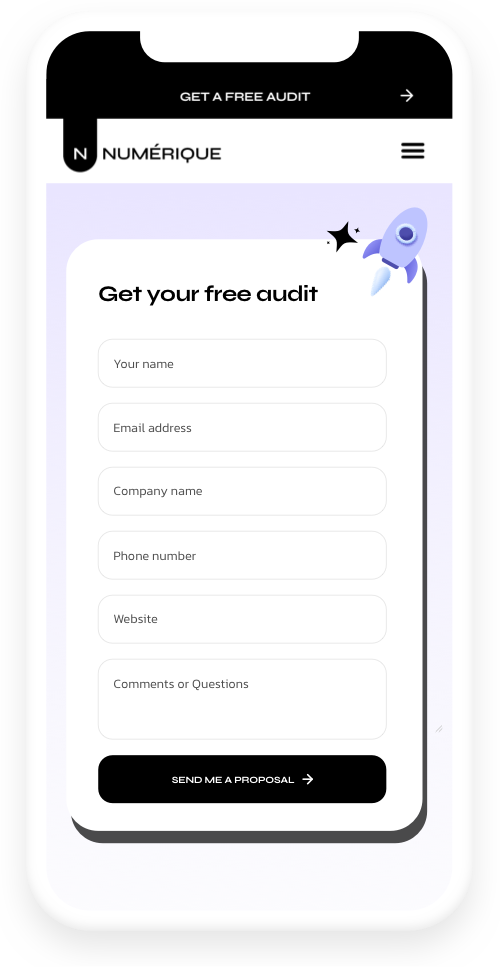 GET A FREE AUDIT
N NUMÉRIQUE
Get your free audit
Your name
Email address
Company name
Phone number
Website
Comments or Questions
SEND ME A PROPOSAL